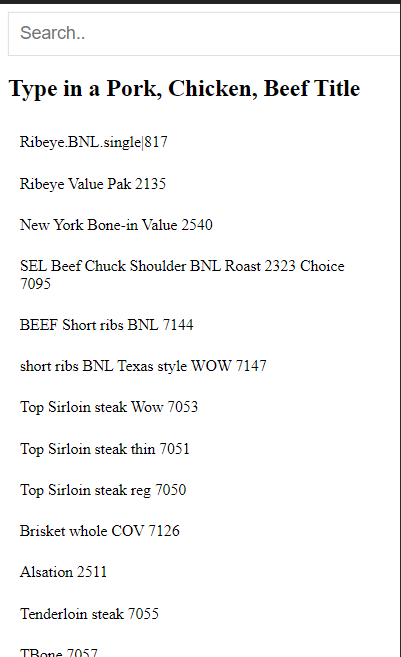 Search..
Type in a Pork, Chicken, Beef Title
Ribeye.BNL.single|817
Ribeye Value Pak 2135
New York Bone-in Value 2540
SEL Beef Chuck Shoulder BNL Roast 2323 Choice
7095
BEEF Short ribs BNL 7144
short ribs BNL Texas style WOW 7147
Top Sirloin steak Wow 7053
Top Sirloin steak thin 7051
Top Sirloin steak reg 7050
Brisket whole COV 7126
Alsation 2511
Tenderloin steak 7055
TBone 7057